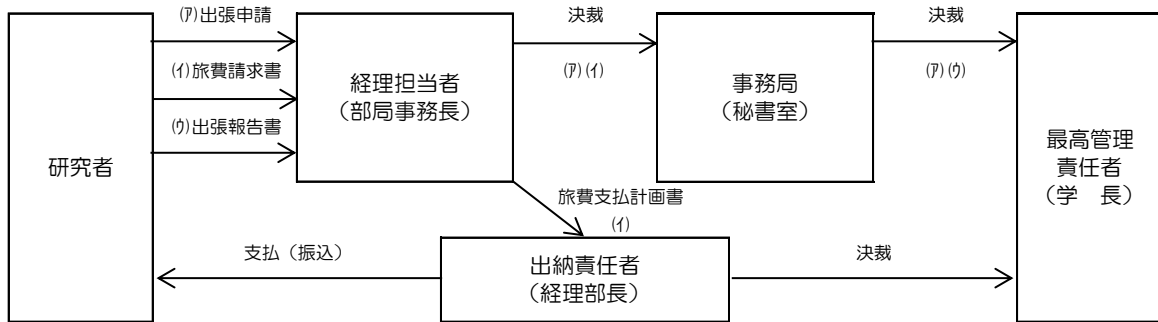 (ｱ)出張申請
(ｲ)旅費請求書
(ｳ)出張報告書
研究者
経理担当者
(部局事務長)
決裁
(ｱ)(ｲ)
事務局
(秘書室)
決裁
(ｱ)(ｳ)
最高管理
責任者
(学　長)
旅費支払計画書
(ｲ)
支払（振込）
出納責任者
(経理部長)
決裁